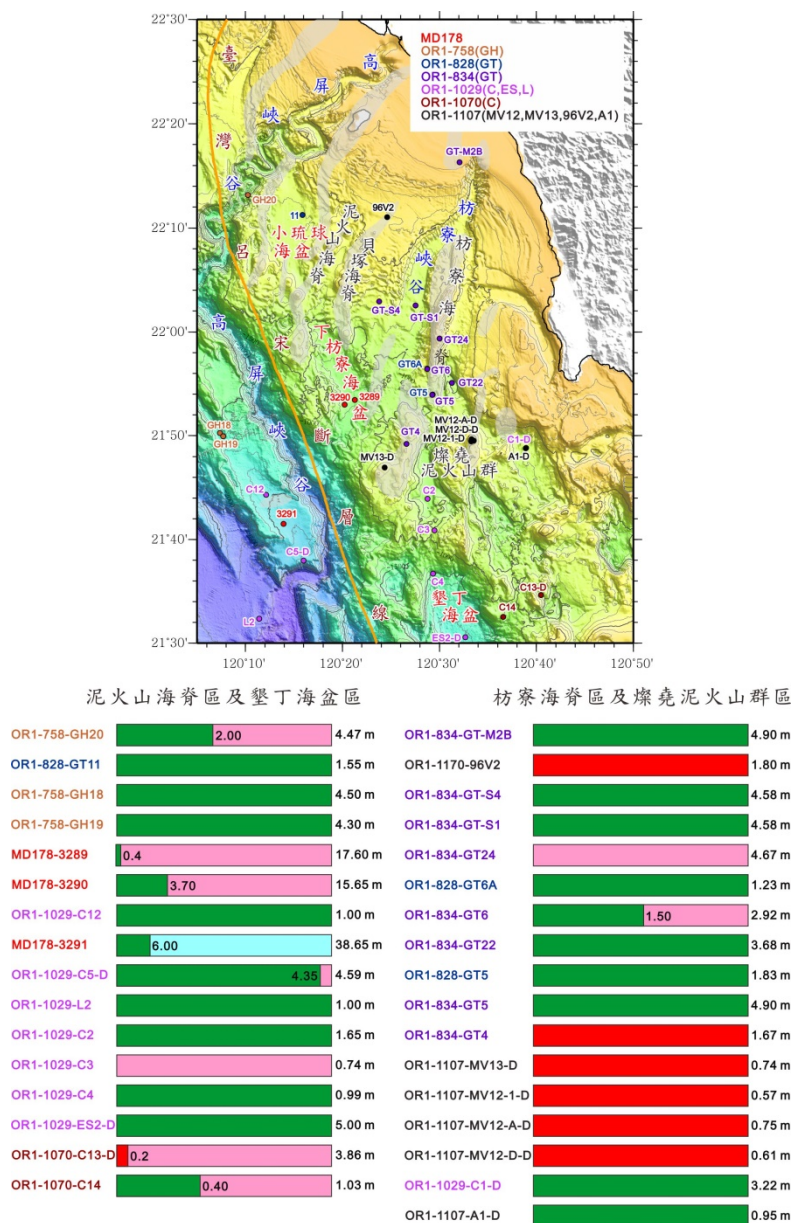 22°30'
22°20'
22°10'
22°00'
21°50'
21°40'
21°30'
120°10'
120°20'
120°30'
120°40'
120°50'
MD178
OR1-758(GH)
OR1-828(GT)
OR1-834(GT)
OR1-1029(C,ES,L)
OR1-1070(C)
OR1-1107(MV12,MV13,96V2,A1)
臺灣呂宋斷層線
高屏峽谷
GT-M2B
GH20
11
小琉球
海盆
泥火山海脊
96V2
貝塚海脊
枋寮峽谷
枋寮海脊
GT-S4
GT-S1
GT24
GT6A
GT6
GT22
GT5
GT5
下枋寮海盆
3290
3289
高屏峽谷
GH18
GH19
GT4
MV12-A-D
MV12-D-D
MV12-1-D
C1-D
A1-D
MV13-D
燦堯
泥火山群
C12
3291
C2
C3
C5-D
C4
墾丁
海盆
C13-D
C14
L2
ES2-D
泥火山海脊區及墾丁海盆區
OR1-758-GH20 2.00 4.47 m
OR1-828-GT11 1.55 m
OR1-758-GH18 4.50 m
OR1-758-GH19 4.30 m
MD178-3289 0.4 17.60 m
MD178-3290 3.70 15.65 m
OR1-1029-C12 1.00 m
MD178-3291 6.00 38.65 m
OR1-1029-C5-D 4.35 4.59 m
OR1-1029-L2 1.00 m
OR1-1029-C2 1.65 m
OR1-1029-C3 0.74 m
OR1-1029-C4 0.99 m
OR1-1029-ES2-D 5.00 m
OR1-1070-C13-D 0.2 3.86 m
OR1-1070-C14 0.40 1.03 m
枋寮海脊區及燦堯泥火山群區
OR1-834-GT-M2B 4.90 m
OR1-1170-96V2 1.80 m
OR1-834-GT-S4 4.58 m
OR1-834-GT-S1 4.58 m
OR1-834-GT24 4.67 m
OR1-828-GT6A 1.23 m
OR1-834-GT6 1.50 2.92 m
OR1-834-GT22 3.68 m
OR1-828-GT5 1.83 m
OR1-834-GT5 4.90 m
OR1-834-GT4 1.67 m
OR1-1107-MV13-D 0.74 m
OR1-1107-MV12-1-D 0.57 m
OR1-1107-MV12-A-D 0.75 m
OR1-1107-MV12-D-D 0.61 m
OR1-1029-C1-D 3.22 m
OR1-1107-A1-D 0.95 m